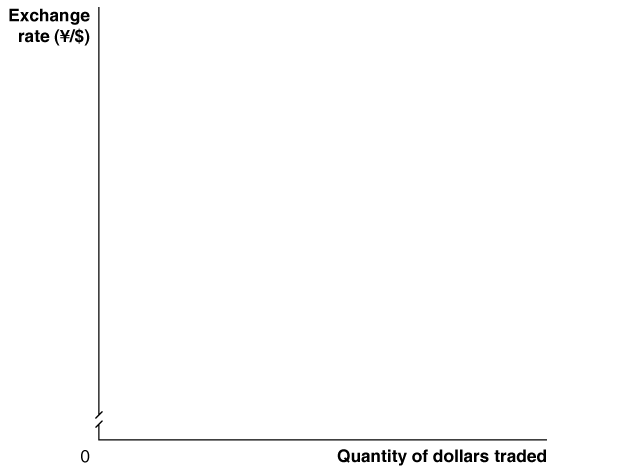 Exchange
rate (¥/$)
0
Quantity of dollars traded